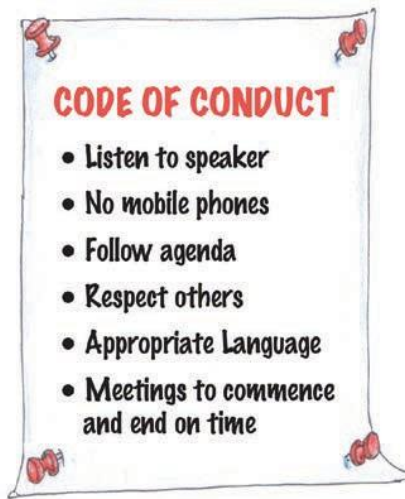 CODE OF CONDUCT
• Listen to speaker
• No mobile phones
• Follow agenda
• Respect others
• Appropriate Language
• Meetings to commence
and end on time